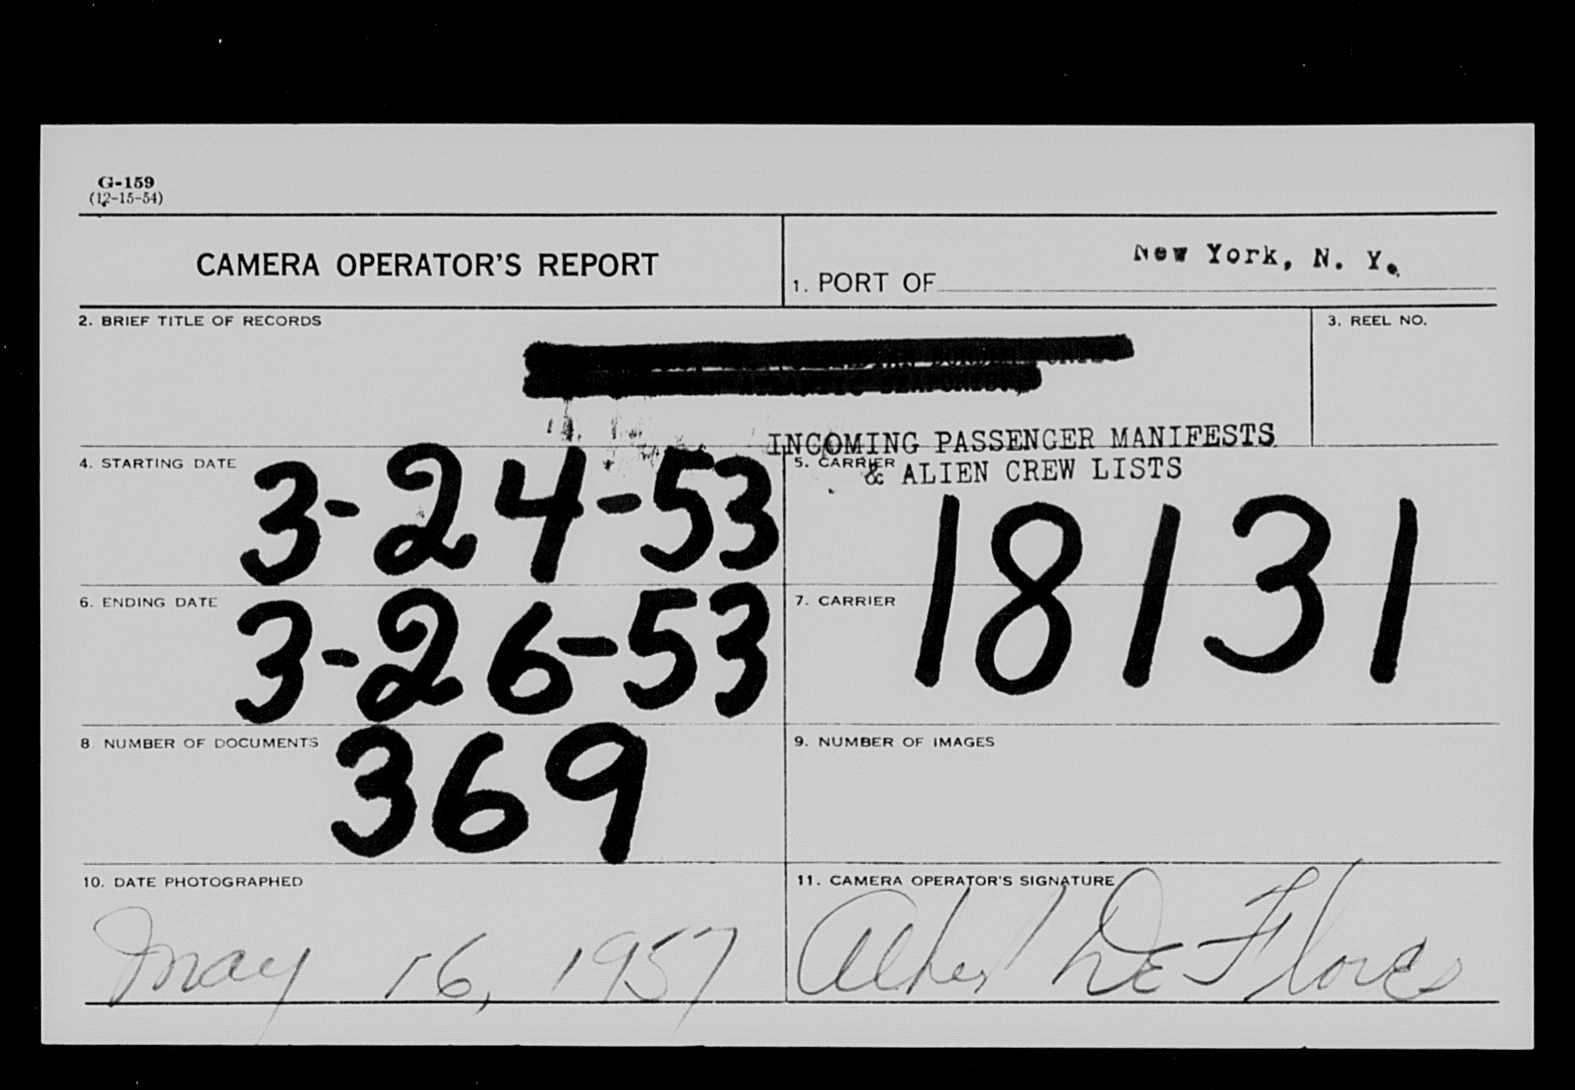 G-159
(12-15-54)
CAMERA OPERATOR'S REPORT
1. PORT OF New York, N. Y.
2. BRIEF TITLE OF RECORDS
3. REEL NO.
INCOMING PASSENGER MANIFESTS
& ALIEN CREW LISTS
4. STARTING DATE 3-24-53
5. CARRIER
18131
6. ENDING DATE 3-26-53
7. CARRIER
8 NUMBER OF DOCUMENTS 369
9. NUMBER OF IMAGES
10. DATE PHOTOGRAPHED
May 16, 1957
11. CAMERA OPERATOR'S SIGNATURE
Albert DeFlores